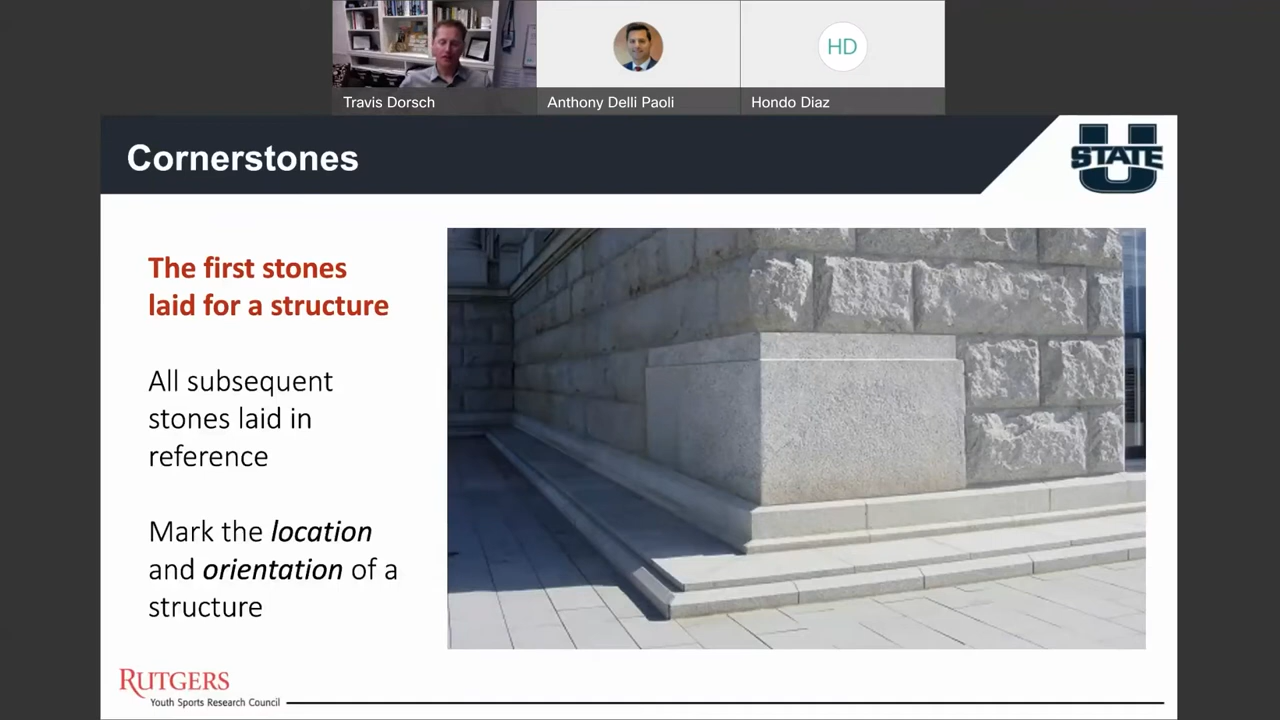 Travis Dorsch
Anthony Delli Paoli
HD
Hondo Diaz
Cornerstones
U
STATE
The first stones
laid for a structure
All subsequent
stones laid in
reference
Mark the location
and orientation of a
structure
RUTGERS
Youth Sports Research Council